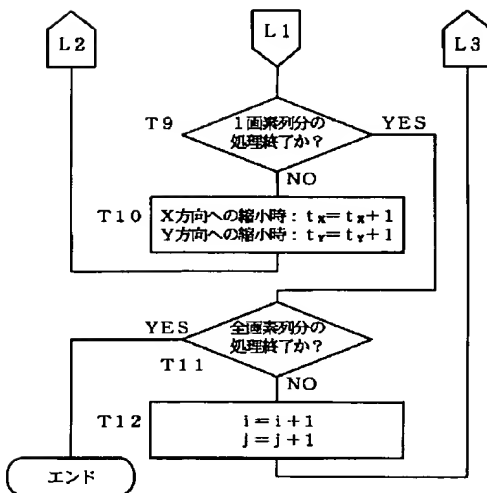 L2
L1
L3
T9
1画素列分の
処理終了か?
YES
NO
T10
X方向への縮小時:tx=tx+1
Y方向への縮小時:tY=tY+1
YES
全画素列分の
処理終了か?
T11
NO
T12
i=i+1
j=j+1
エンド